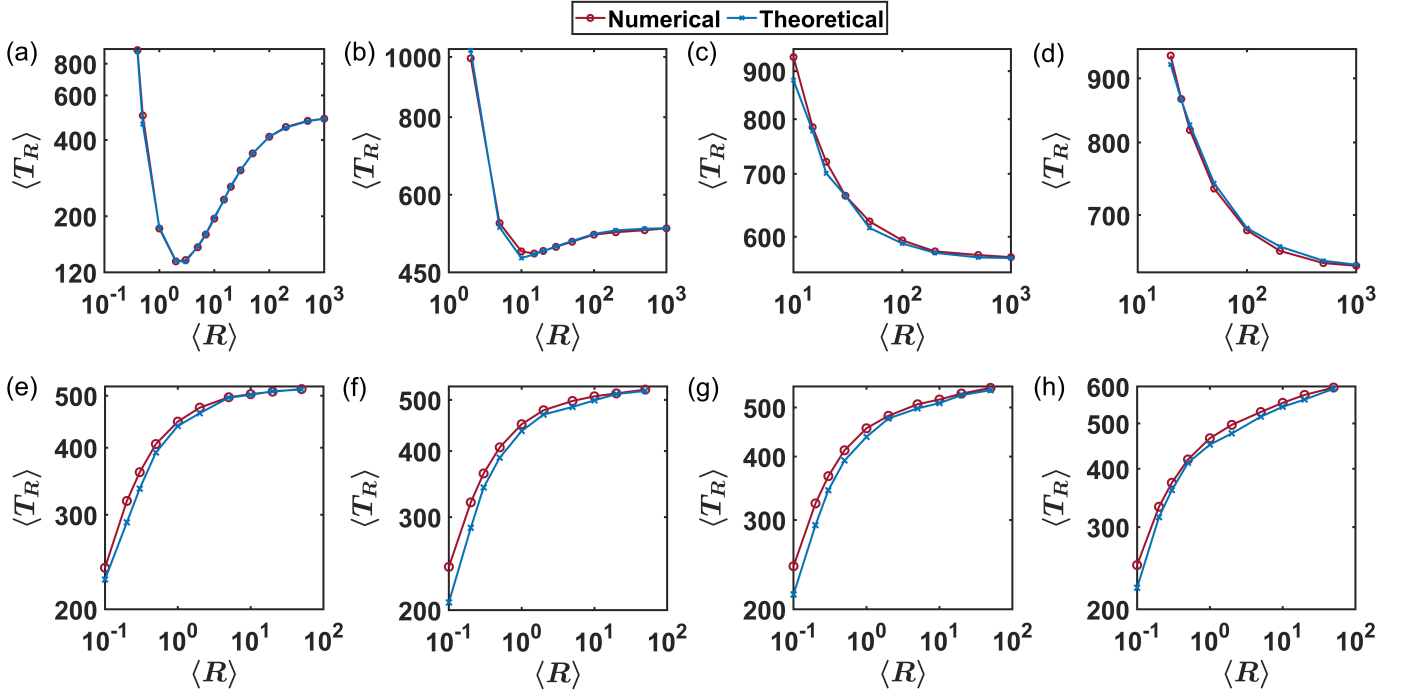 Numerical Theoretical
(a) (b) (c) (d)
800
600
400
200
120
⟨T_R⟩
10^-1 10^0 10^1 10^2 10^3
⟨R⟩
1000
800
600
450
⟨T_R⟩
10^0 10^1 10^2 10^3
⟨R⟩
900
800
700
600
⟨T_R⟩
10^1 10^2 10^3
⟨R⟩
900
800
700
⟨T_R⟩
10^1 10^2 10^3
⟨R⟩
(e) (f) (g) (h)
500
400
300
200
⟨T_R⟩
10^-1 10^0 10^1 10^2
⟨R⟩
500
400
300
200
⟨T_R⟩
10^-1 10^0 10^1 10^2
⟨R⟩
500
400
300
200
⟨T_R⟩
10^-1 10^0 10^1 10^2
⟨R⟩
600
500
400
300
200
⟨T_R⟩
10^-1 10^0 10^1 10^2
⟨R⟩